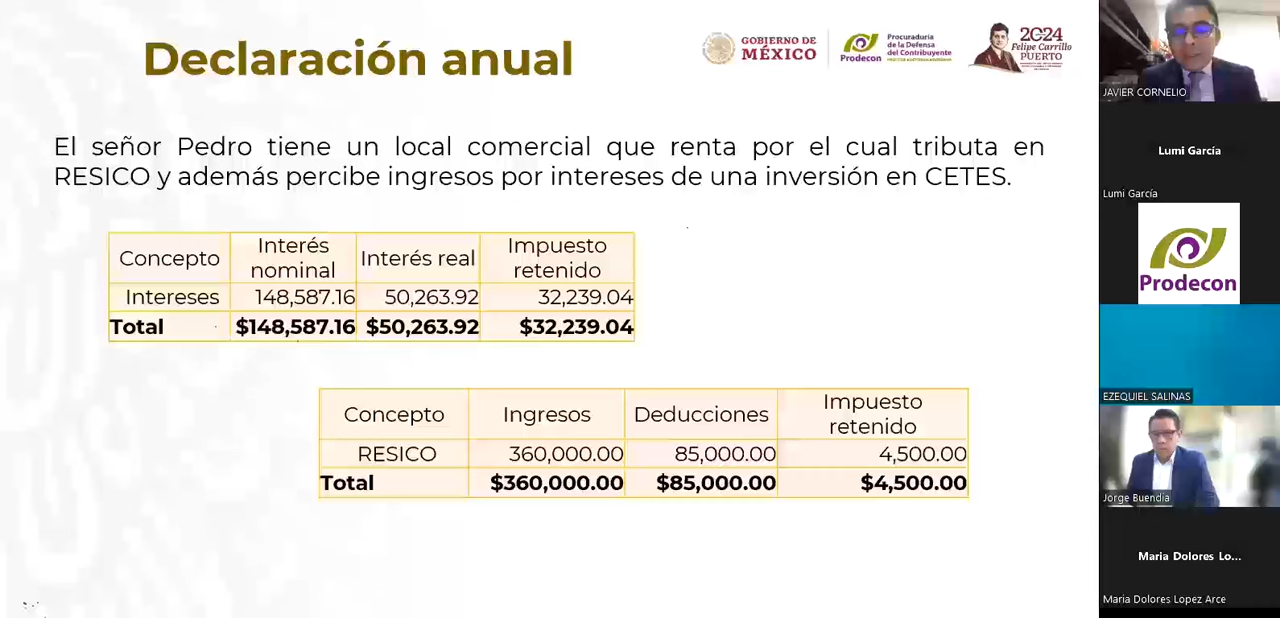 Declaración anual
GOBIERNO DE
MÉXICO
Prodecon
Procuraduría
de la Defensa
del Contribuyente
2024
Felipe Carrillo
PUERTO
El señor Pedro tiene un local comercial que renta por el cual tributa en
RESICO y además percibe ingresos por intereses de una inversión en CETES.
Concepto Interés nominal Interés real Impuesto retenido
Intereses 148,587.16 50,263.92 32,239.04
Total $148,587.16 $50,263.92 $32,239.04
Concepto Ingresos Deducciones Impuesto retenido
RESICO 360,000.00 85,000.00 4,500.00
Total $360,000.00 $85,000.00 $4,500.00
JAVIER CORNELIO
Lumi García
Lumi García
Prodecon
EZEQUIEL SALINAS
Jorge Buendía
Maria Dolores Lo...
Maria Dolores Lopez Arce